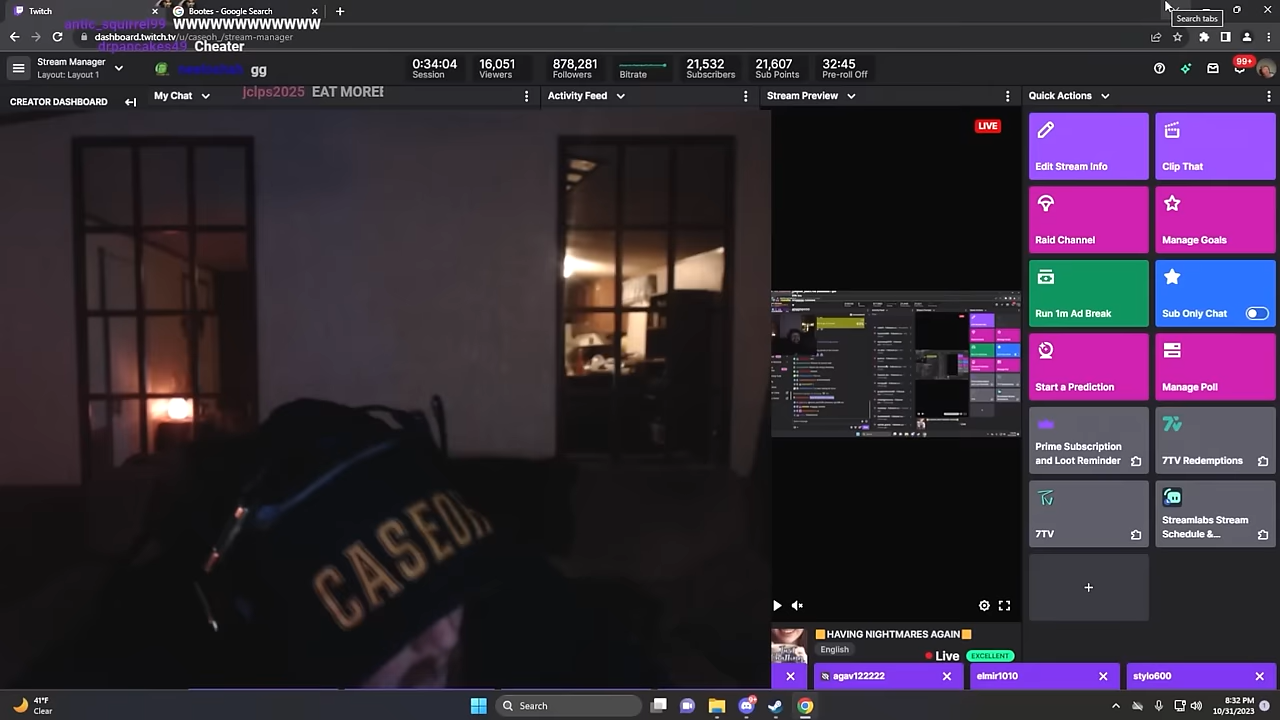 Twitch
Bootes - Google Search
antic_squirrel99 WWWWWWWWWWWW
Search tabs
dashboard.twitch.tv/u/caseoh_/stream-manager
drpancakes49 Cheater
Stream Manager
Layout: Layout 1
gg
0:34:04
Session
16,051
Viewers
878,281
Followers
Bitrate
21,532
Subscribers
21,607
Sub Points
32:45
Pre-roll Off
99+
CREATOR DASHBOARD
My Chat
jclps2025 EAT MORE!
Activity Feed
Stream Preview
Quick Actions
LIVE
Edit Stream Info
Clip That
Raid Channel
Manage Goals
Run 1m Ad Break
Sub Only Chat
Start a Prediction
Manage Poll
Prime Subscription
and Loot Reminder
7TV Redemptions
7TV
Streamlabs Stream
Schedule &...
CASEOH
HAVING NIGHTMARES AGAIN
English
Live
EXCELLENT
agav122222
elmir1010
stylo600
41°F
Clear
Search
8:32 PM
10/31/2023